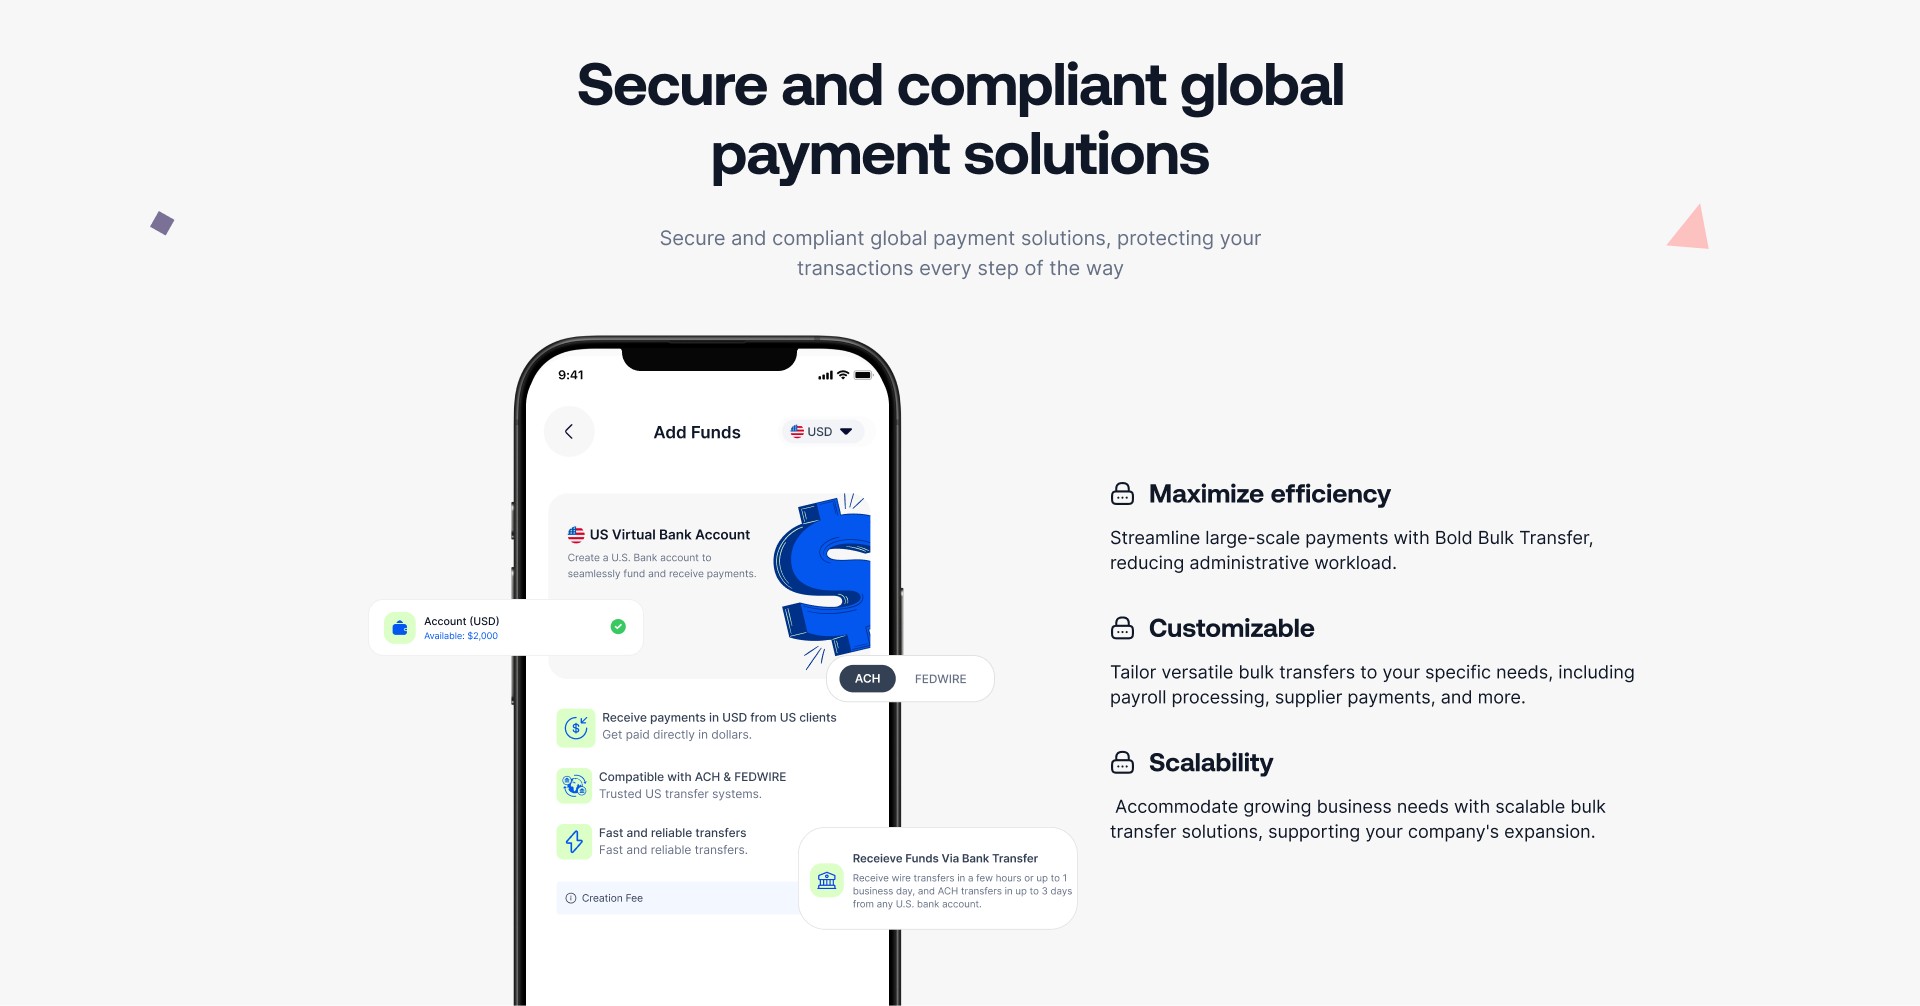 Secure and compliant global
payment solutions
Secure and compliant global payment solutions, protecting your
transactions every step of the way
9:41
Add Funds
USD
US Virtual Bank Account
Create a U.S. Bank account to
seamlessly fund and receive payments.
Account (USD)
Available: $2,000
ACH
FEDWIRE
Receive payments in USD from US clients
Get paid directly in dollars.
Compatible with ACH & FEDWIRE
Trusted US transfer systems.
Fast and reliable transfers
Fast and reliable transfers.
Creation Fee
Receieve Funds Via Bank Transfer
Receive wire transfers in a few hours or up to 1
business day, and ACH transfers in up to 3 days
from any U.S. bank account.
Maximize efficiency
Streamline large-scale payments with Bold Bulk Transfer,
reducing administrative workload.
Customizable
Tailor versatile bulk transfers to your specific needs, including
payroll processing, supplier payments, and more.
Scalability
Accommodate growing business needs with scalable bulk
transfer solutions, supporting your company's expansion.